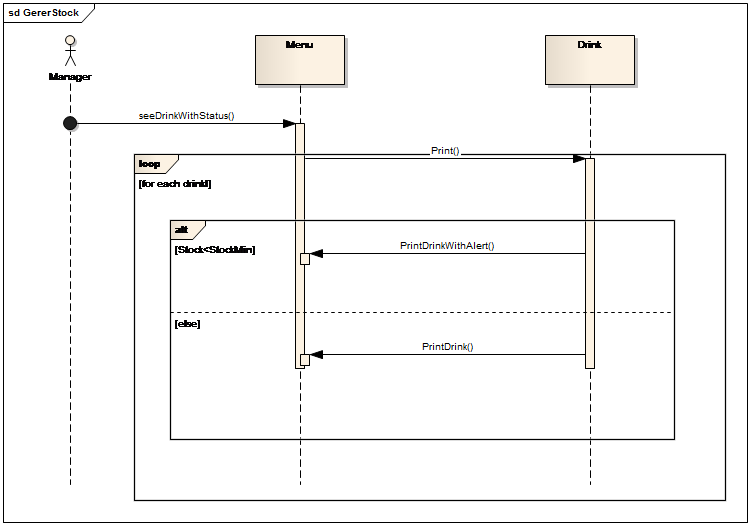 sd GererStock
Manager
Menu
Drink
seeDrinkWithStatus()
Print()
loop
[for each drink]
alt
[Stock<StockMin]
PrintDrinkWithAlert()
[else]
PrintDrink()